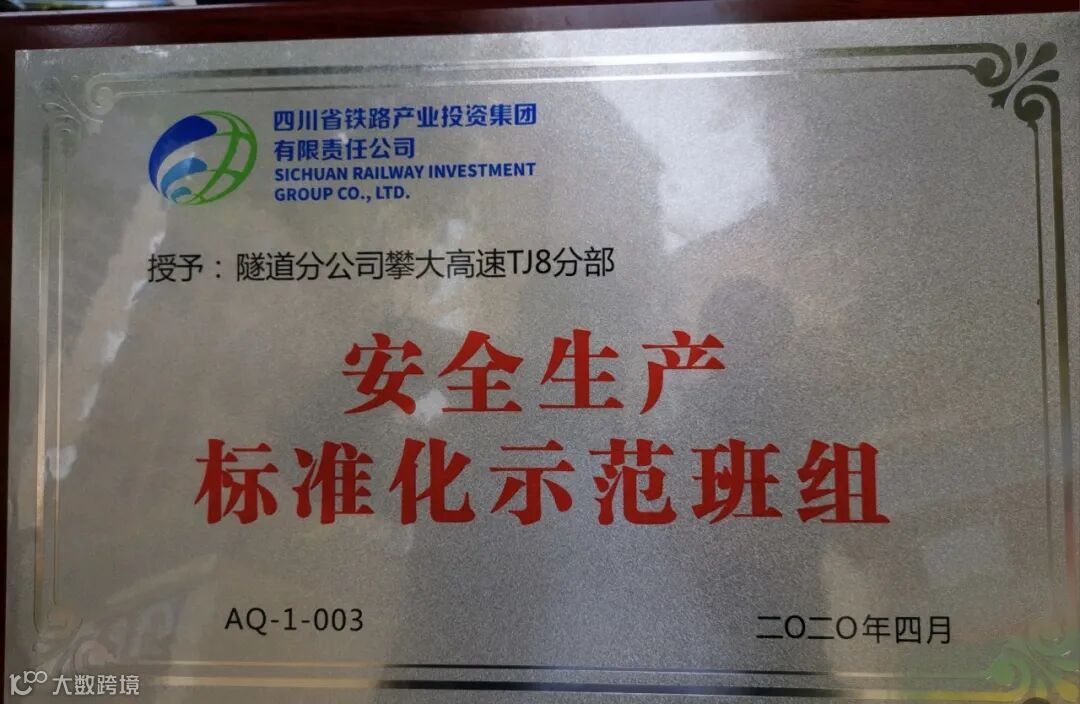 四川省铁路产业投资集团
有限责任公司
SICHUAN RAILWAY INVESTMENT
GROUP CO., LTD.
授予：隧道分公司攀大高速TJ8分部
安全生产
标准化示范班组
AQ-1-003
二〇二〇年四月
大数跨境